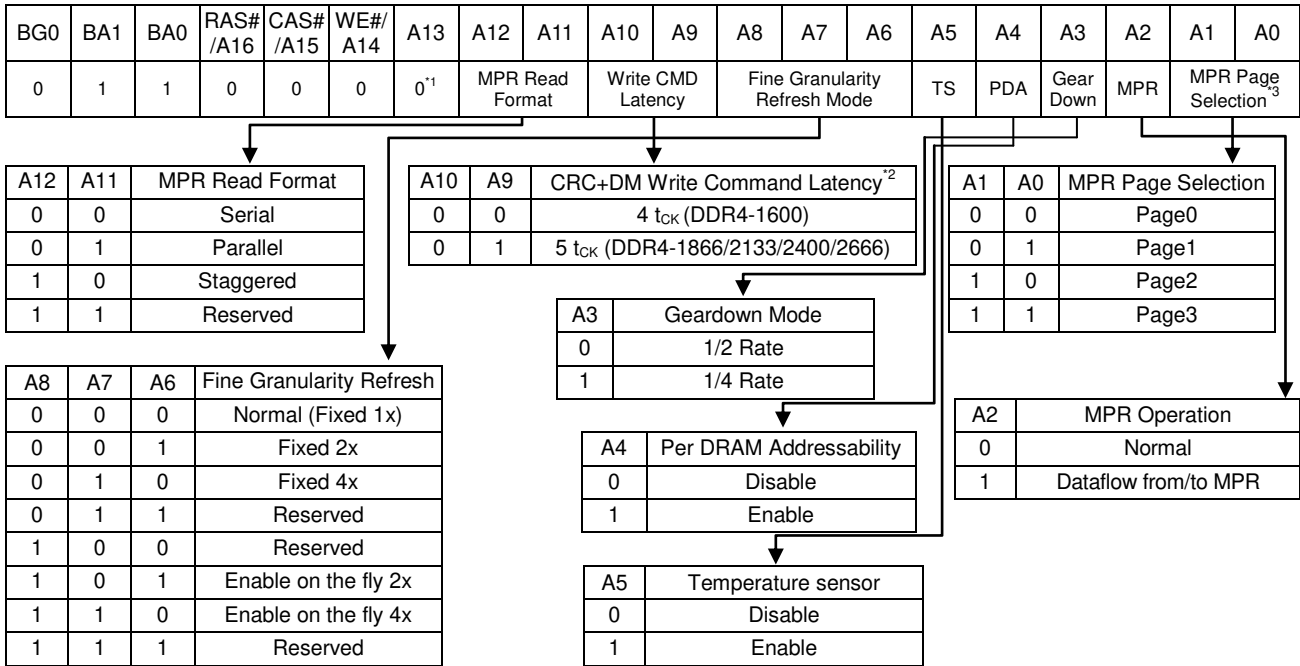 BG0 BA1 BA0 RAS#/A16 CAS#/A15 WE#/A14 A13 A12 A11 A10 A9 A8 A7 A6 A5 A4 A3 A2 A1 A0
0 1 1 0 0 0 0*1 MPR Read Format Write CMD Latency Fine Granularity Refresh Mode TS PDA Gear Down MPR MPR Page Selection*3
A12 A11 MPR Read Format
0 0 Serial
0 1 Parallel
1 0 Staggered
1 1 Reserved
A10 A9 CRC+DM Write Command Latency*2
0 0 4 tCK (DDR4-1600)
0 1 5 tCK (DDR4-1866/2133/2400/2666)
A1 A0 MPR Page Selection
0 0 Page0
0 1 Page1
1 0 Page2
1 1 Page3
A3 Geardown Mode
0 1/2 Rate
1 1/4 Rate
A8 A7 A6 Fine Granularity Refresh
0 0 0 Normal (Fixed 1x)
0 0 1 Fixed 2x
0 1 0 Fixed 4x
0 1 1 Reserved
1 0 0 Reserved
1 0 1 Enable on the fly 2x
1 1 0 Enable on the fly 4x
1 1 1 Reserved
A4 Per DRAM Addressability
0 Disable
1 Enable
A2 MPR Operation
0 Normal
1 Dataflow from/to MPR
A5 Temperature sensor
0 Disable
1 Enable